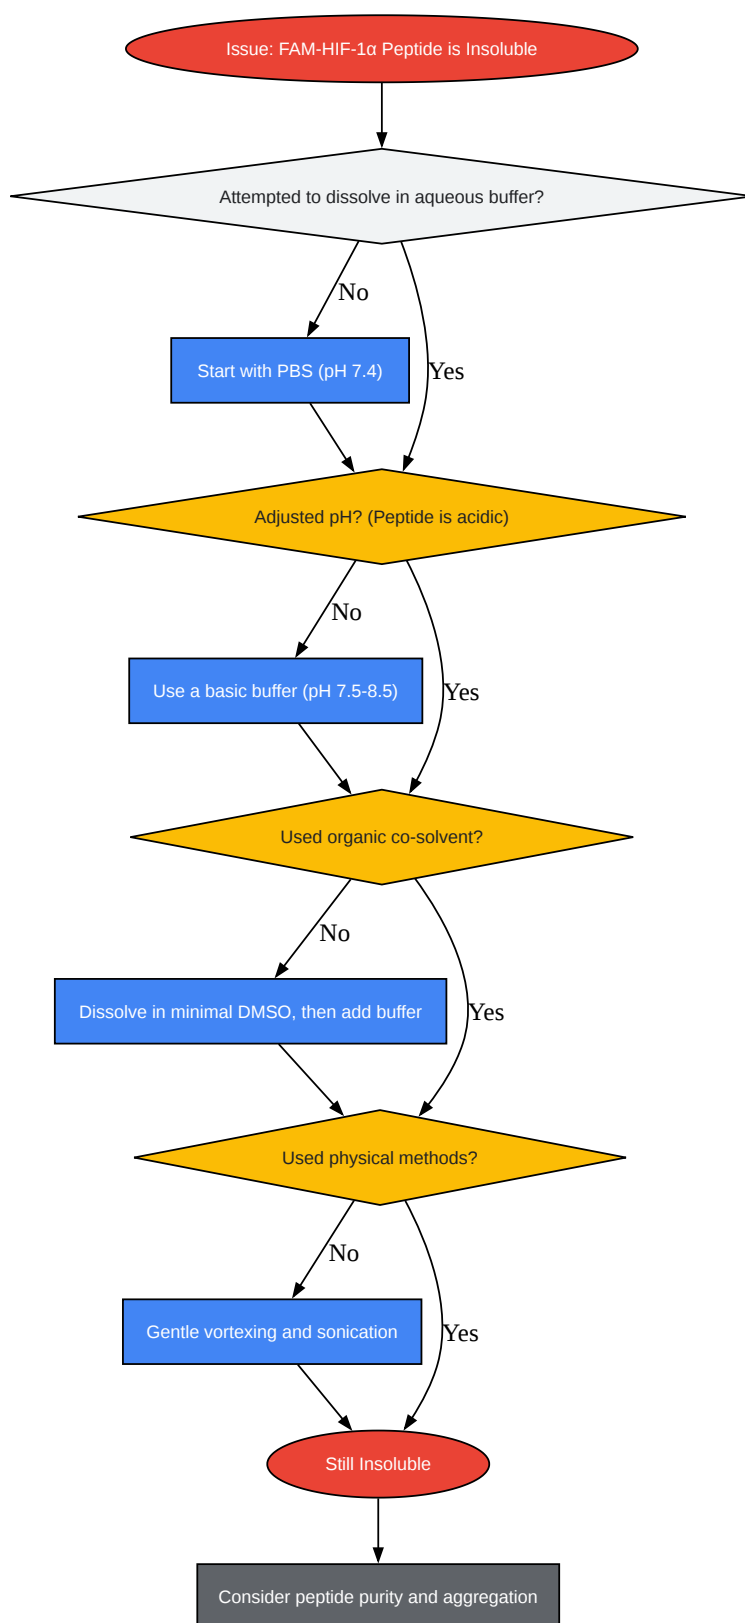 Issue: FAM-HIF-1α Peptide is Insoluble
Attempted to dissolve in aqueous buffer?
No
Start with PBS (pH 7.4)
Yes
Adjusted pH? (Peptide is acidic)
No
Use a basic buffer (pH 7.5-8.5)
Yes
Used organic co-solvent?
No
Dissolve in minimal DMSO, then add buffer
Yes
Used physical methods?
No
Gentle vortexing and sonication
Yes
Still Insoluble
Consider peptide purity and aggregation